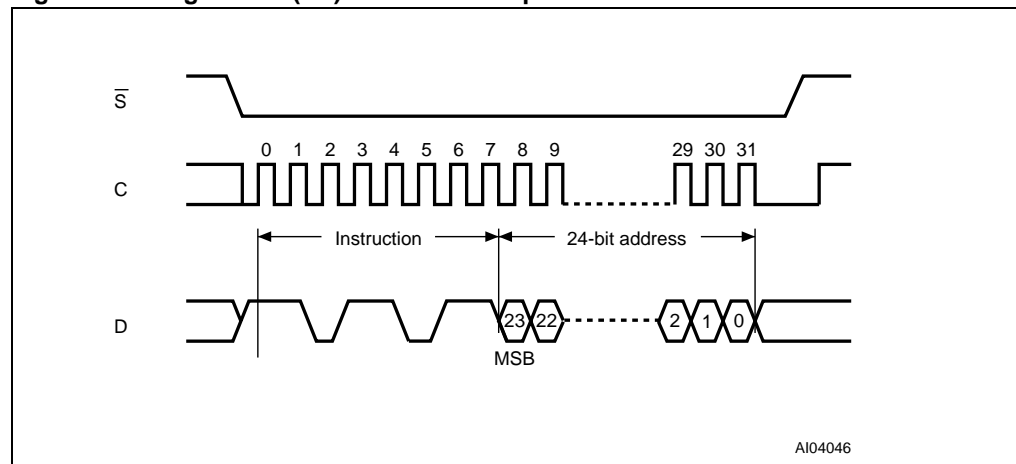 S
0 1 2 3 4 5 6 7 8 9 29 30 31
C
Instruction 24-bit address
D 23 22 2 1 0
MSB
AI04046